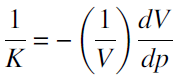 1/K = −(1/V) dV/dp